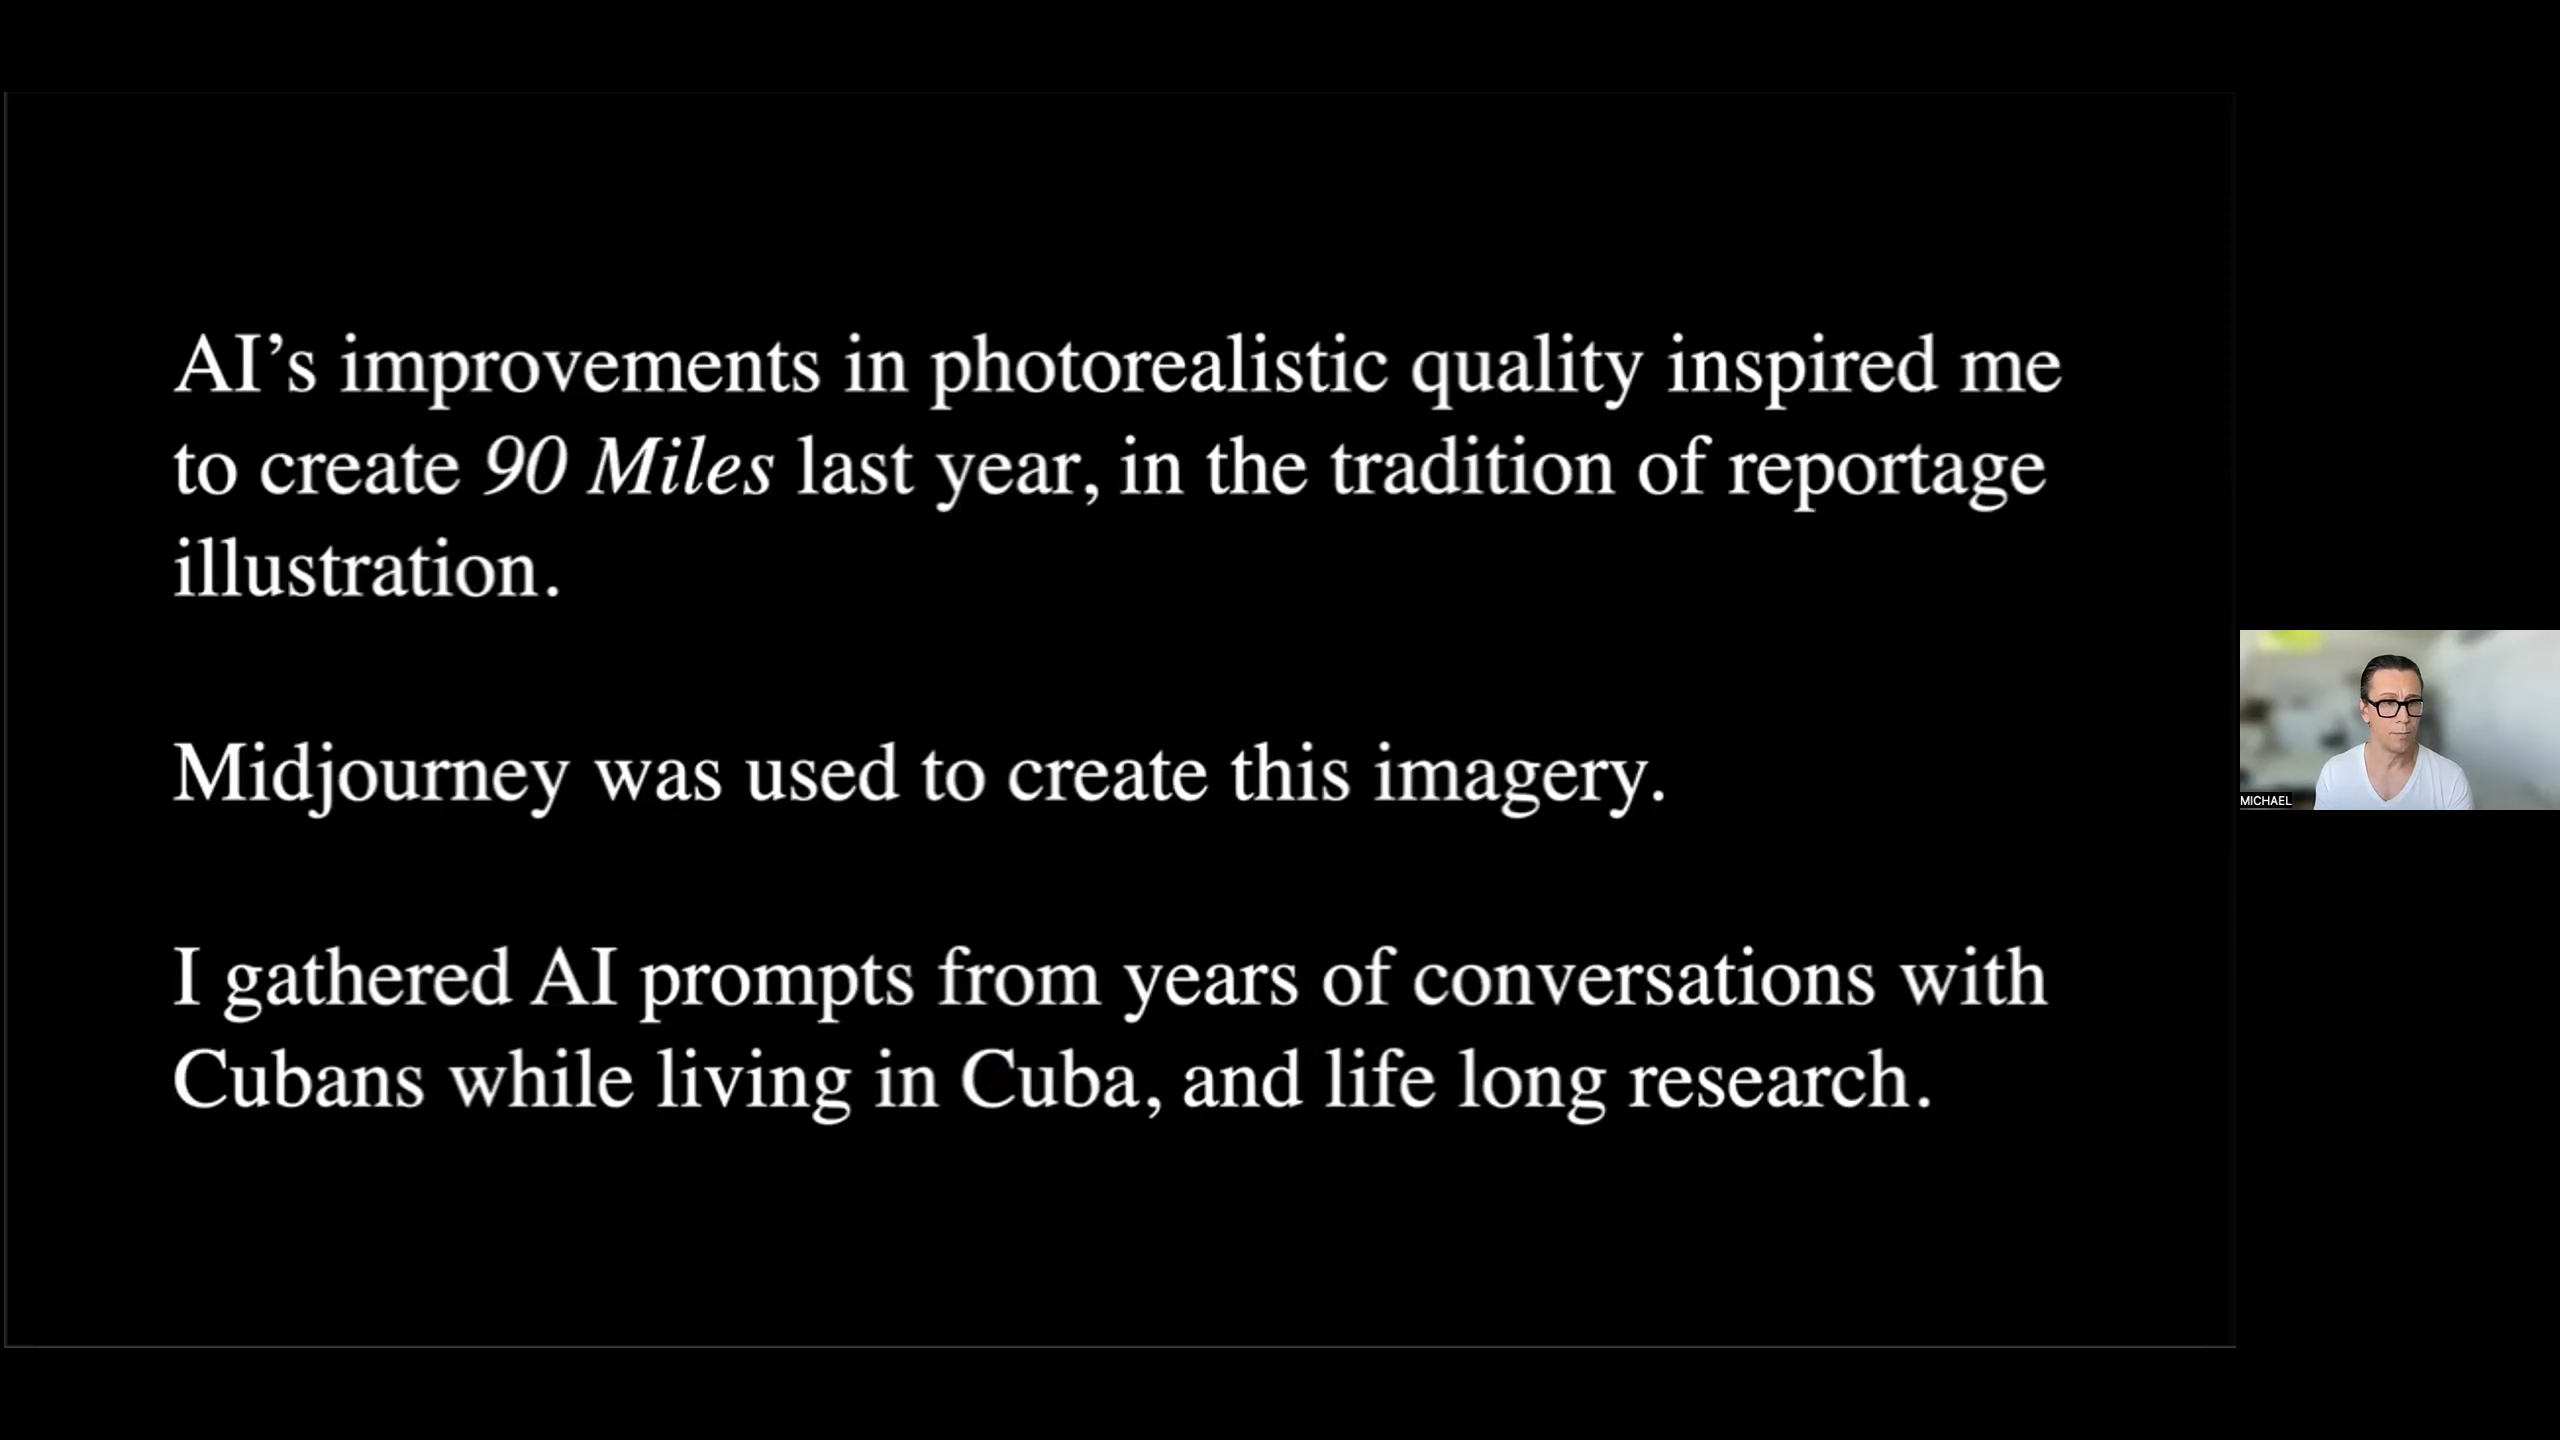 AI’s improvements in photorealistic quality inspired me
to create 90 Miles last year, in the tradition of reportage
illustration.
Midjourney was used to create this imagery.
I gathered AI prompts from years of conversations with
Cubans while living in Cuba, and life long research.
MICHAEL